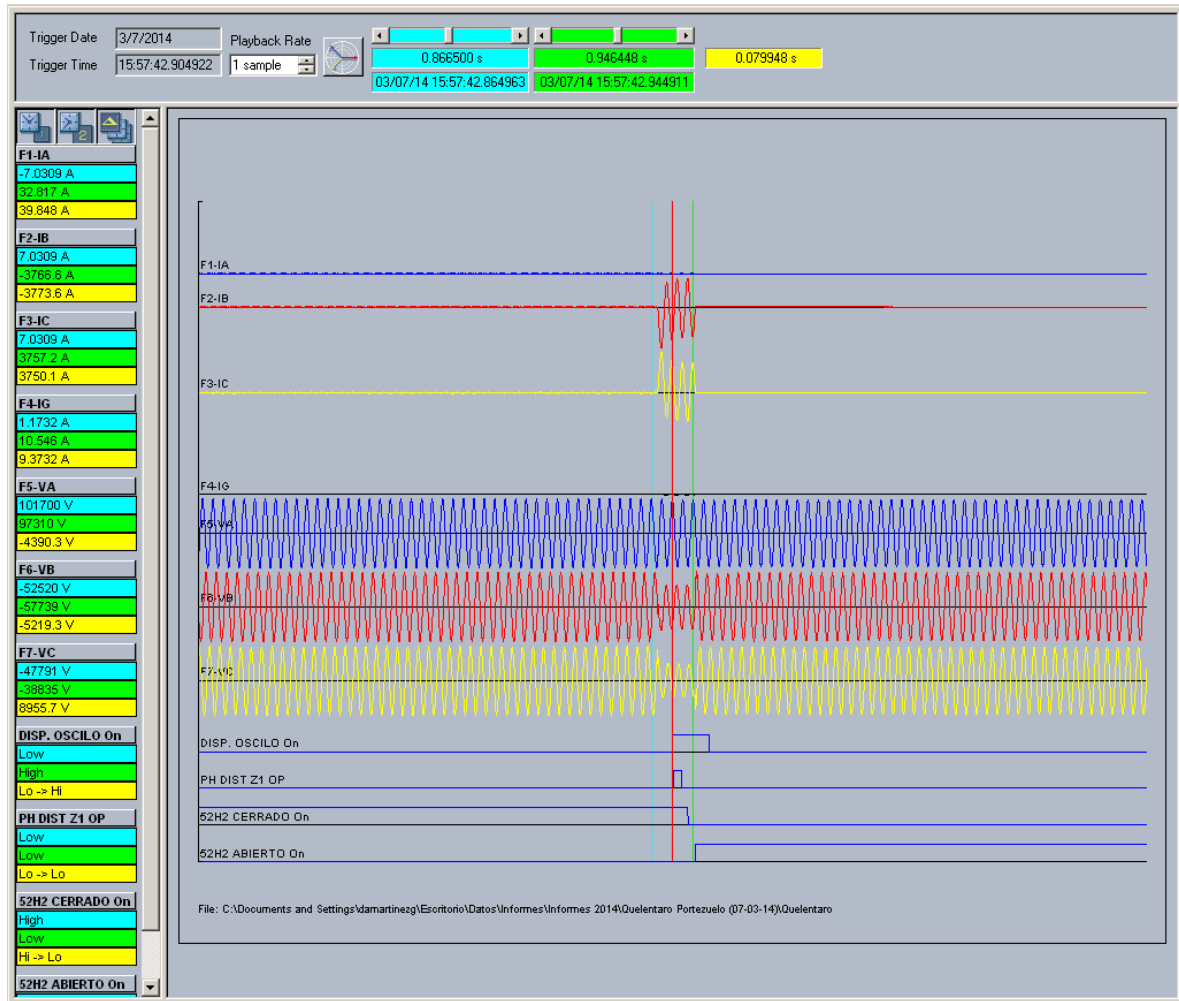 Trigger Date 3/7/2014 Playback Rate
Trigger Time 15:57:42.904922 1 sample
0.866500 s 0.946448 s 0.079948 s
03/07/14 15:57:42.864963 03/07/14 15:57:42.944911
1 2
F1-IA
-7.0309 A
32.817 A
39.848 A
F2-IB
7.0309 A
-3766.6 A
-3773.6 A
F3-IC
7.0309 A
3757.2 A
3750.1 A
F4-IG
1.1732 A
10.546 A
9.3732 A
F5-VA
101700 V
97310 V
-4390.3 V
F6-VB
-52520 V
-57739 V
-5219.3 V
F7-VC
-47791 V
-38835 V
8955.7 V
DISP. OSCILO On
Low
High
Lo -> Hi
PH DIST Z1 OP
Low
Low
Lo -> Lo
52H2 CERRADO On
High
Low
Hi -> Lo
52H2 ABIERTO On
F1-IA
F2-IB
F3-IC
F4-IG
F5-VA
F6-VB
F7-VC
DISP. OSCILO On
PH DIST Z1 OP
52H2 CERRADO On
52H2 ABIERTO On
File: C:\Documents and Settings\damartinezg\Escritorio\Datos\Informes\Informes 2014\Quelentaro Portezuelo (07-03-14)\Quelentaro